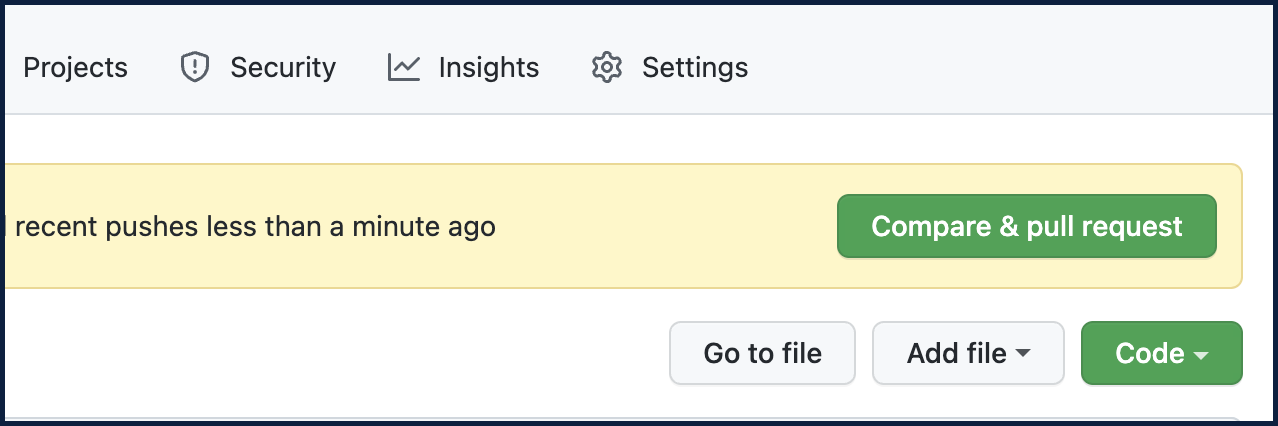 Projects Security Insights Settings
recent pushes less than a minute ago Compare & pull request
Go to file Add file Code